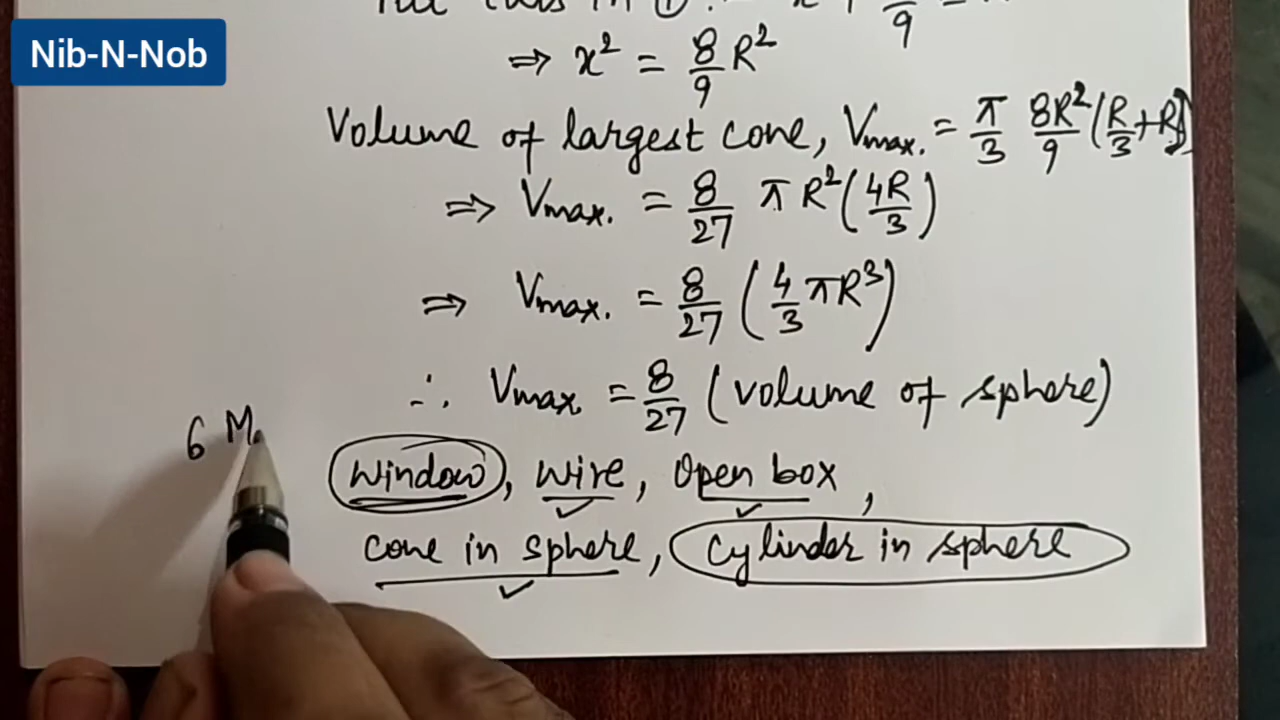 Nib-N-Nob
9
⇒ x² = 8/9 R²
Volume of largest cone, Vmax. = π/3 8R²/9 (R/3+R)
⇒ Vmax. = 8/27 πR²(4R/3)
⇒ Vmax. = 8/27 (4/3 πR³)
∴ Vmax. = 8/27 (volume of sphere)
6 M
Window, Wire, Open box,
cone in sphere, cylinder in sphere